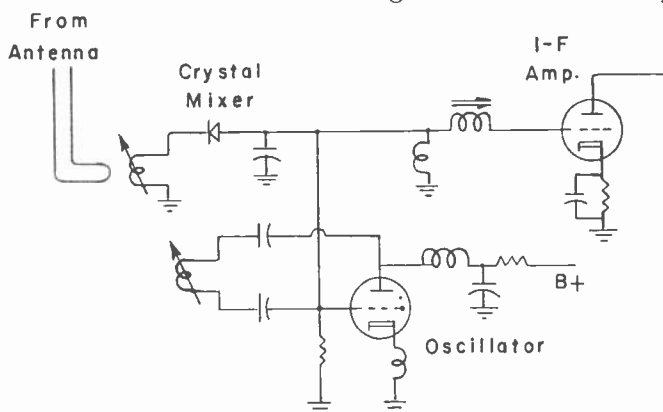 From
Antenna
Crystal
Mixer
I-F
Amp.
B+
Oscillator